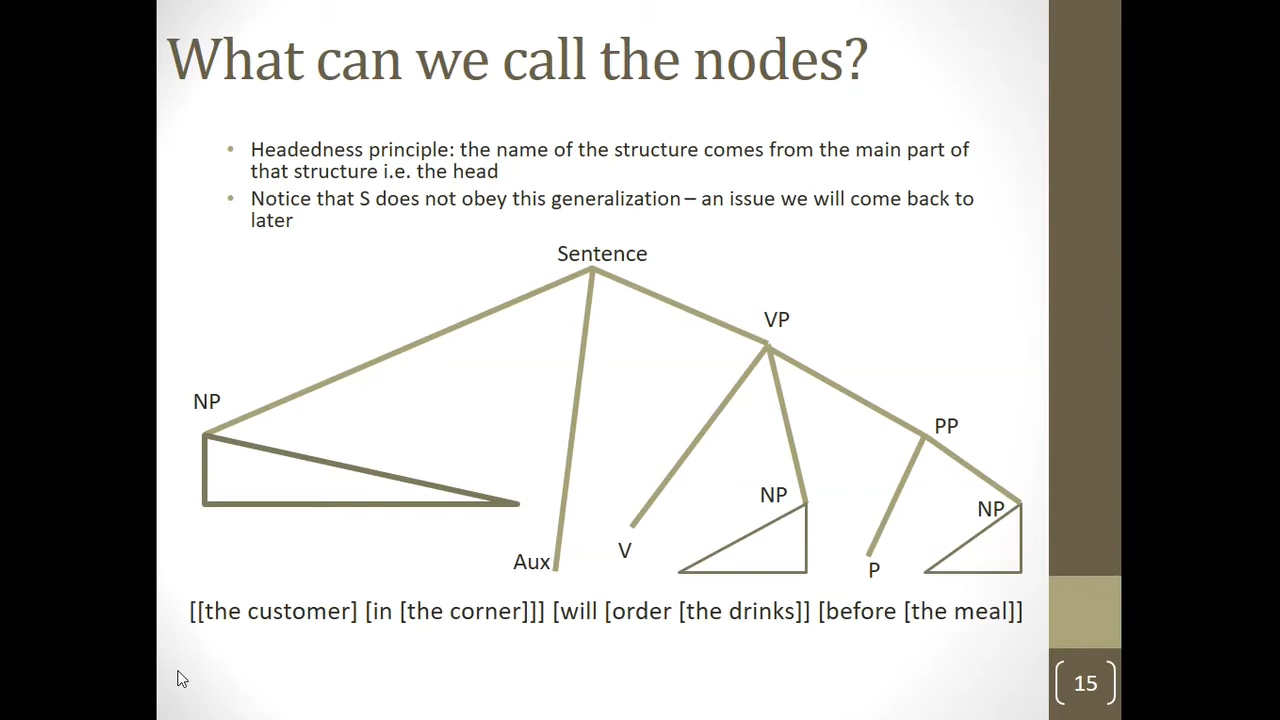 What can we call the nodes?
• Headedness principle: the name of the structure comes from the main part of
that structure i.e. the head
• Notice that S does not obey this generalization – an issue we will come back to
later
Sentence
VP
NP
PP
NP
NP
V
Aux
P
[[the customer] [in [the corner]]] [will [order [the drinks]] [before [the meal]]
15